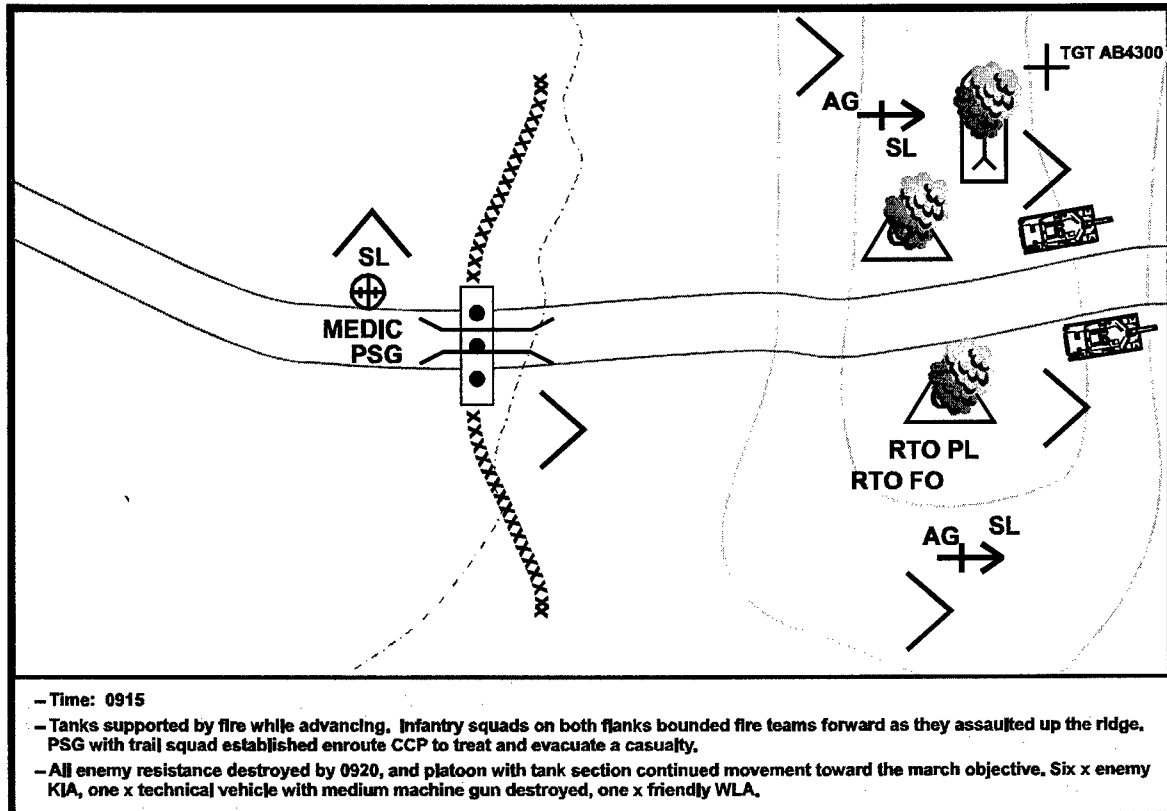 TGT AB4300
AG
SL
SL
MEDIC
PSG
RTO PL
RTO FO
AG SL
– Time: 0915
– Tanks supported by fire while advancing. Infantry squads on both flanks bounded fire teams forward as they assaulted up the ridge.
PSG with trail squad established enroute CCP to treat and evacuate a casualty.
– All enemy resistance destroyed by 0920, and platoon with tank section continued movement toward the march objective. Six x enemy
KIA, one x technical vehicle with medium machine gun destroyed, one x friendly WLA.